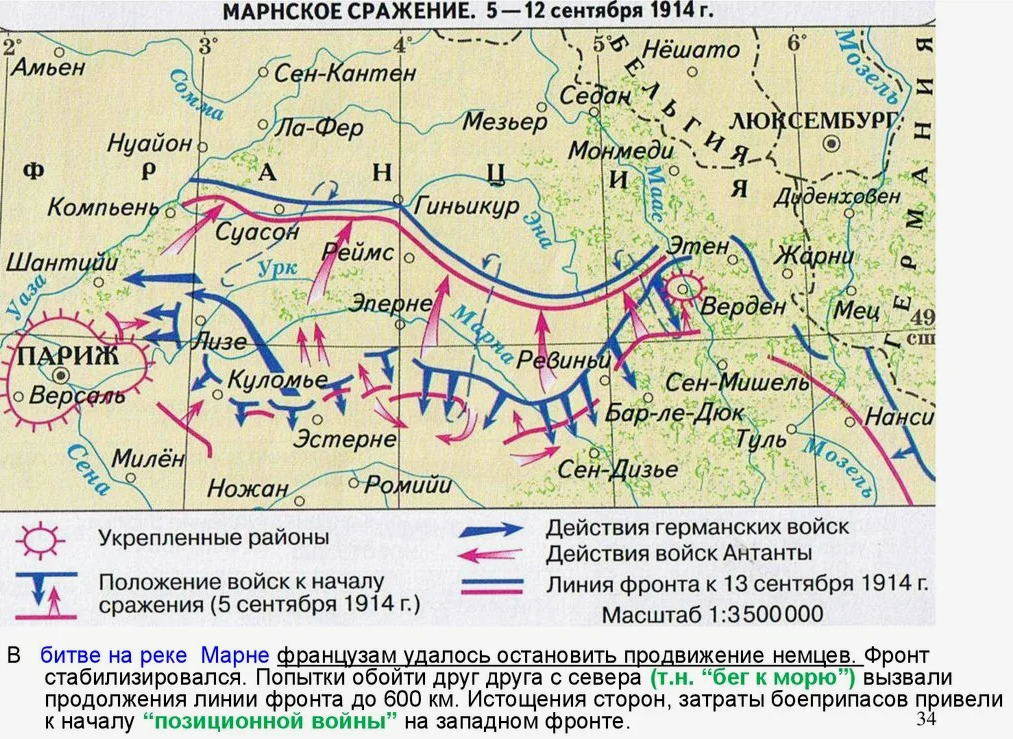 МАРНСКОЕ СРАЖЕНИЕ. 5—12 сентября 1914 г.
2°
3°
4°
5°
6°
Амьен
Сомма
Сен-Кантен
Нёшато
Мозель
Седан
БЕЛЬГИЯ
Ла-Фер
Мезьер
ЛЮКСЕМБУРГ
Нуайон
Монмеди
ФРАНЦИЯ
ГЕРМАНИЯ
Маас
Диденховен
Компьень
Гиньикур
Суасон
Эна
Этен
Реймс
Жарни
Шантийи
Урк
Уаза
Эперне
Верден
Мец
49
сш
Марна
Лизе
ПАРИЖ
Ревиньи
Версаль
Куломье
Сен-Мишель
Бар-ле-Дюк
Нанси
Эстерне
Туль
Сена
Милён
Сен-Дизье
Мозель
Ножан
Ромийи
Укрепленные районы
Положение войск к началу
сражения (5 сентября 1914 г.)
Действия германских войск
Действия войск Антанты
Линия фронта к 13 сентября 1914 г.
Масштаб 1:3500000
В битве на реке Марне французам удалось остановить продвижение немцев. Фронт
стабилизировался. Попытки обойти друг друга с севера (т.н. “бег к морю”) вызвали
продолжения линии фронта до 600 км. Истощения сторон, затраты боеприпасов привели
к началу “позиционной войны” на западном фронте.
34